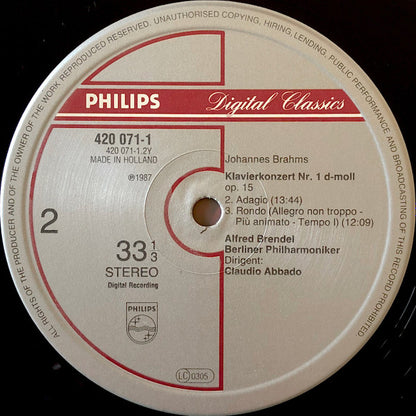 ALL RIGHTS OF THE PRODUCER AND OF THE OWNER OF THE WORK REPRODUCED RESERVED. UNAUTHORISED COPYING, HIRING, LENDING, PUBLIC PERFORMANCE AND BROADCASTING OF THIS RECORD PROHIBITED
PHILIPS Digital Classics
420 071-1
420 071-1.2Y
MADE IN HOLLAND
℗1987
2
33 1/3
STEREO
Digital Recording
PHILIPS
Johannes Brahms
Klavierkonzert Nr. 1 d-moll
op. 15
2. Adagio (13:44)
3. Rondo (Allegro non troppo -
Più animato - Tempo I) (12:09)
Alfred Brendel
Berliner Philharmoniker
Dirigent:
Claudio Abbado
LC 0305